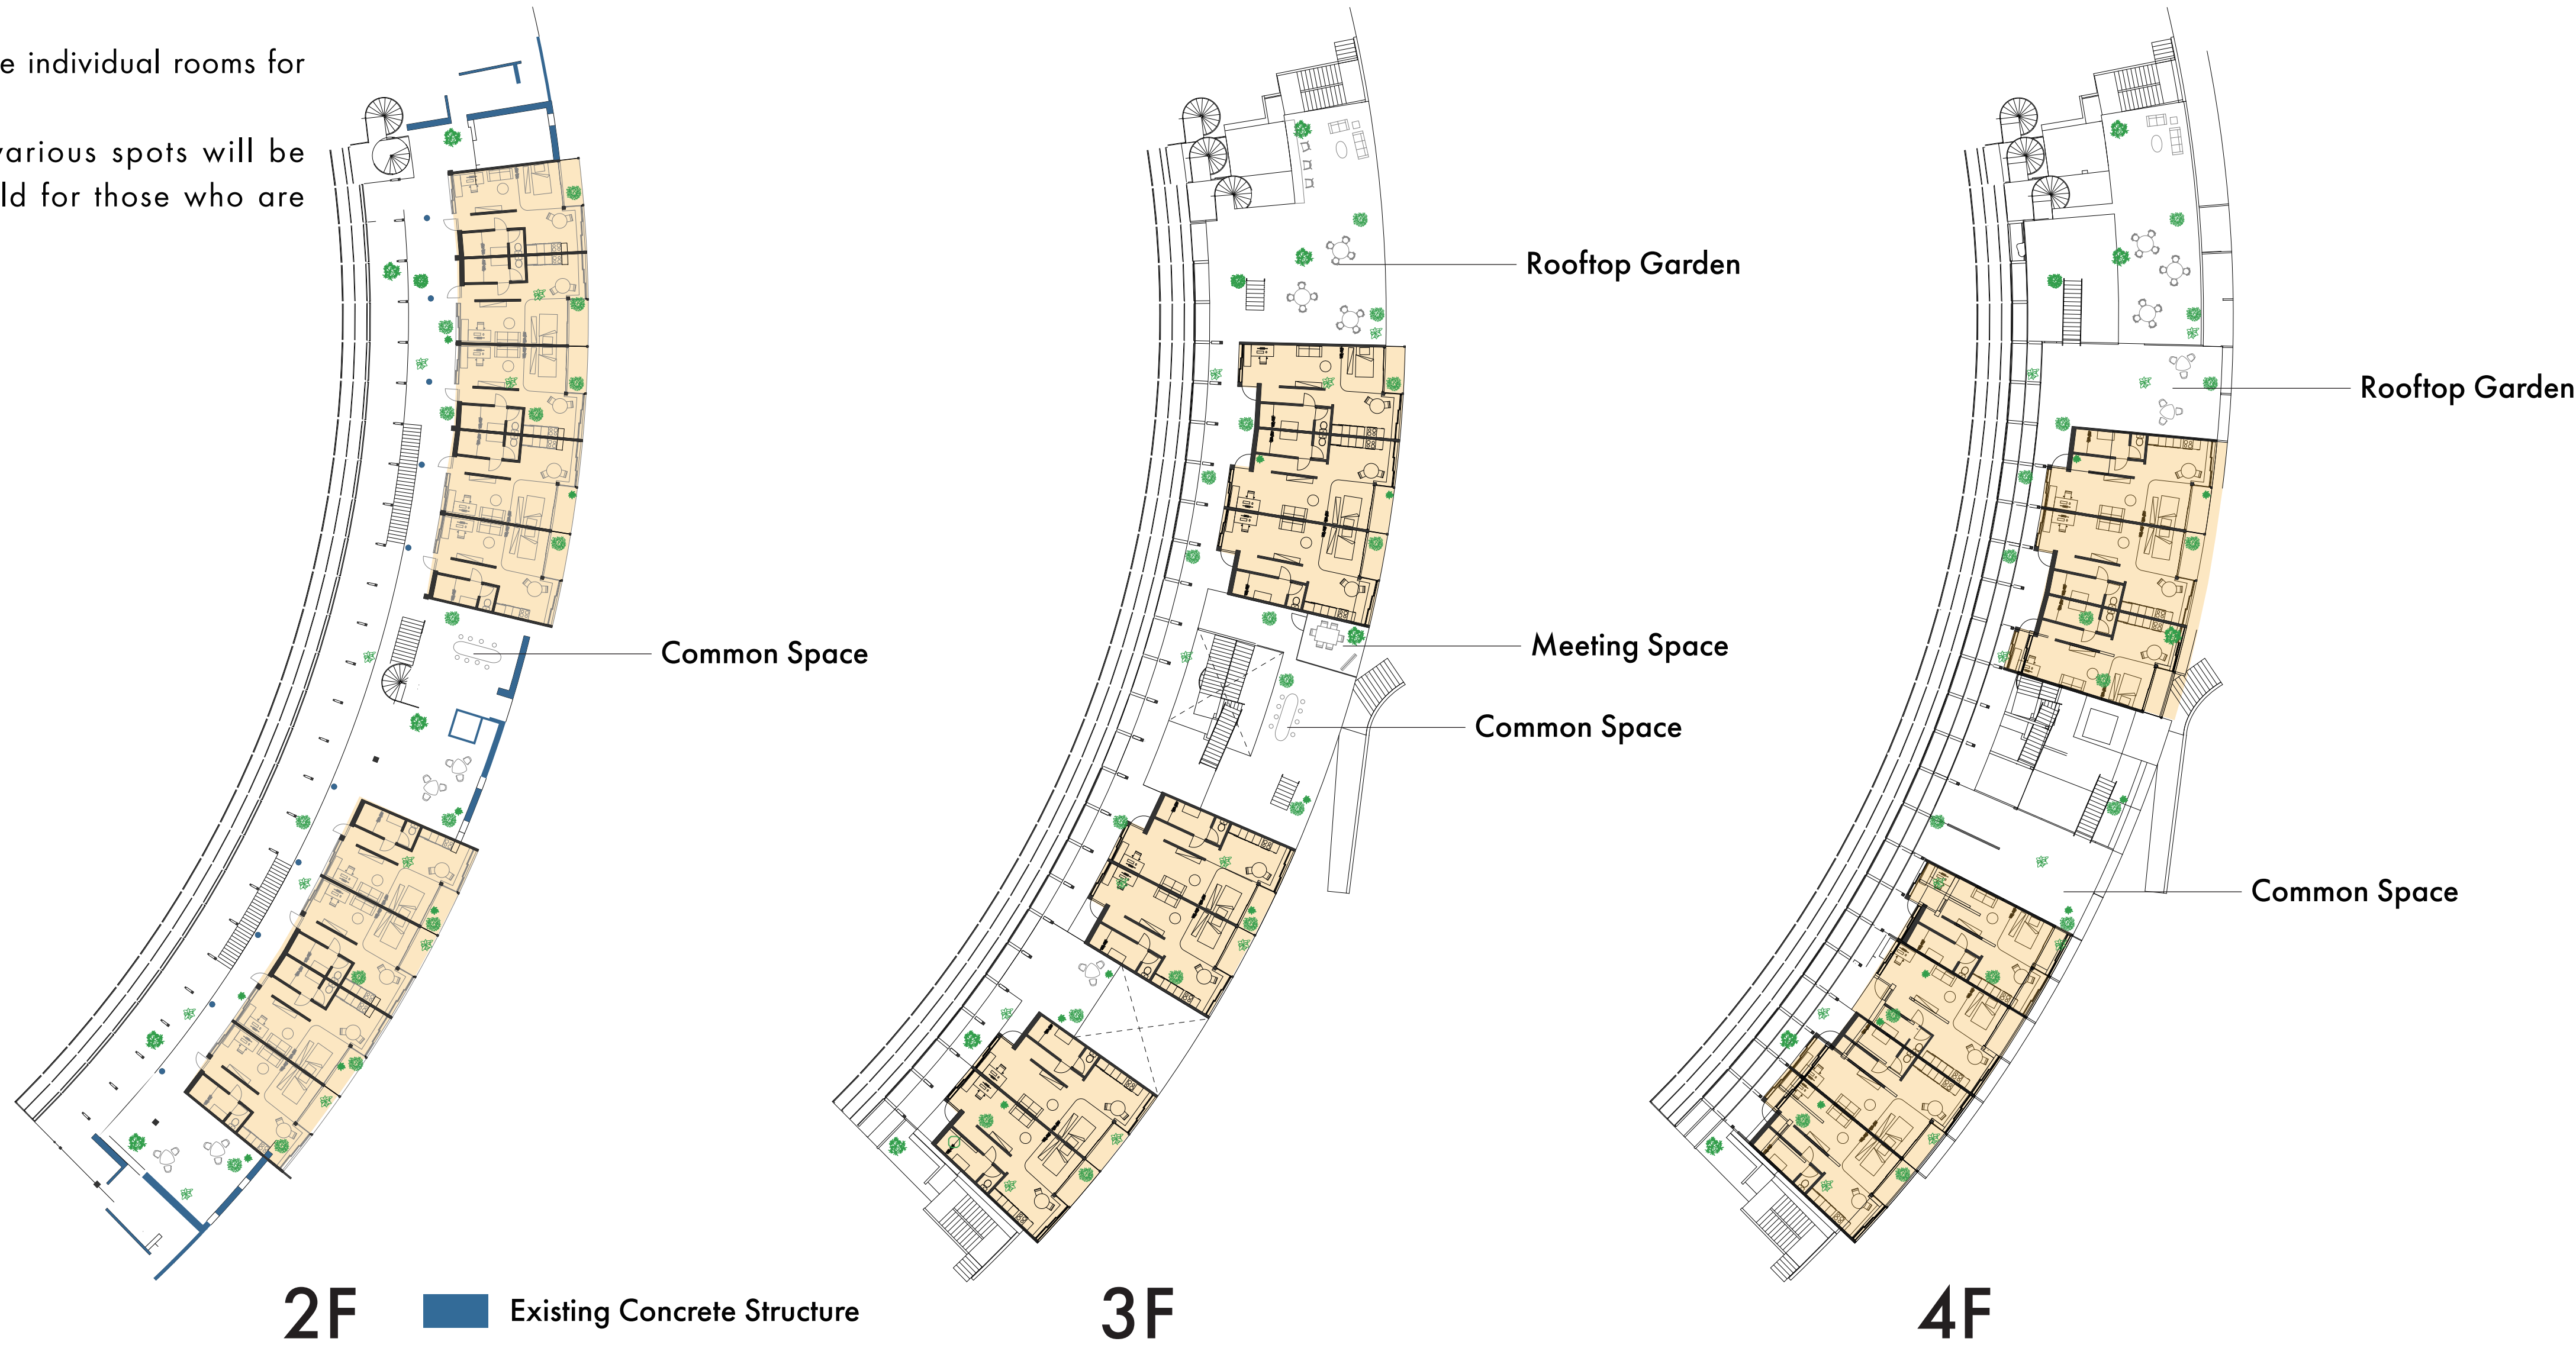 e individual rooms for
various spots will be
ld for those who are
Rooftop Garden
Rooftop Garden
Common Space
Meeting Space
Common Space
Common Space
2F
Existing Concrete Structure
3F
4F